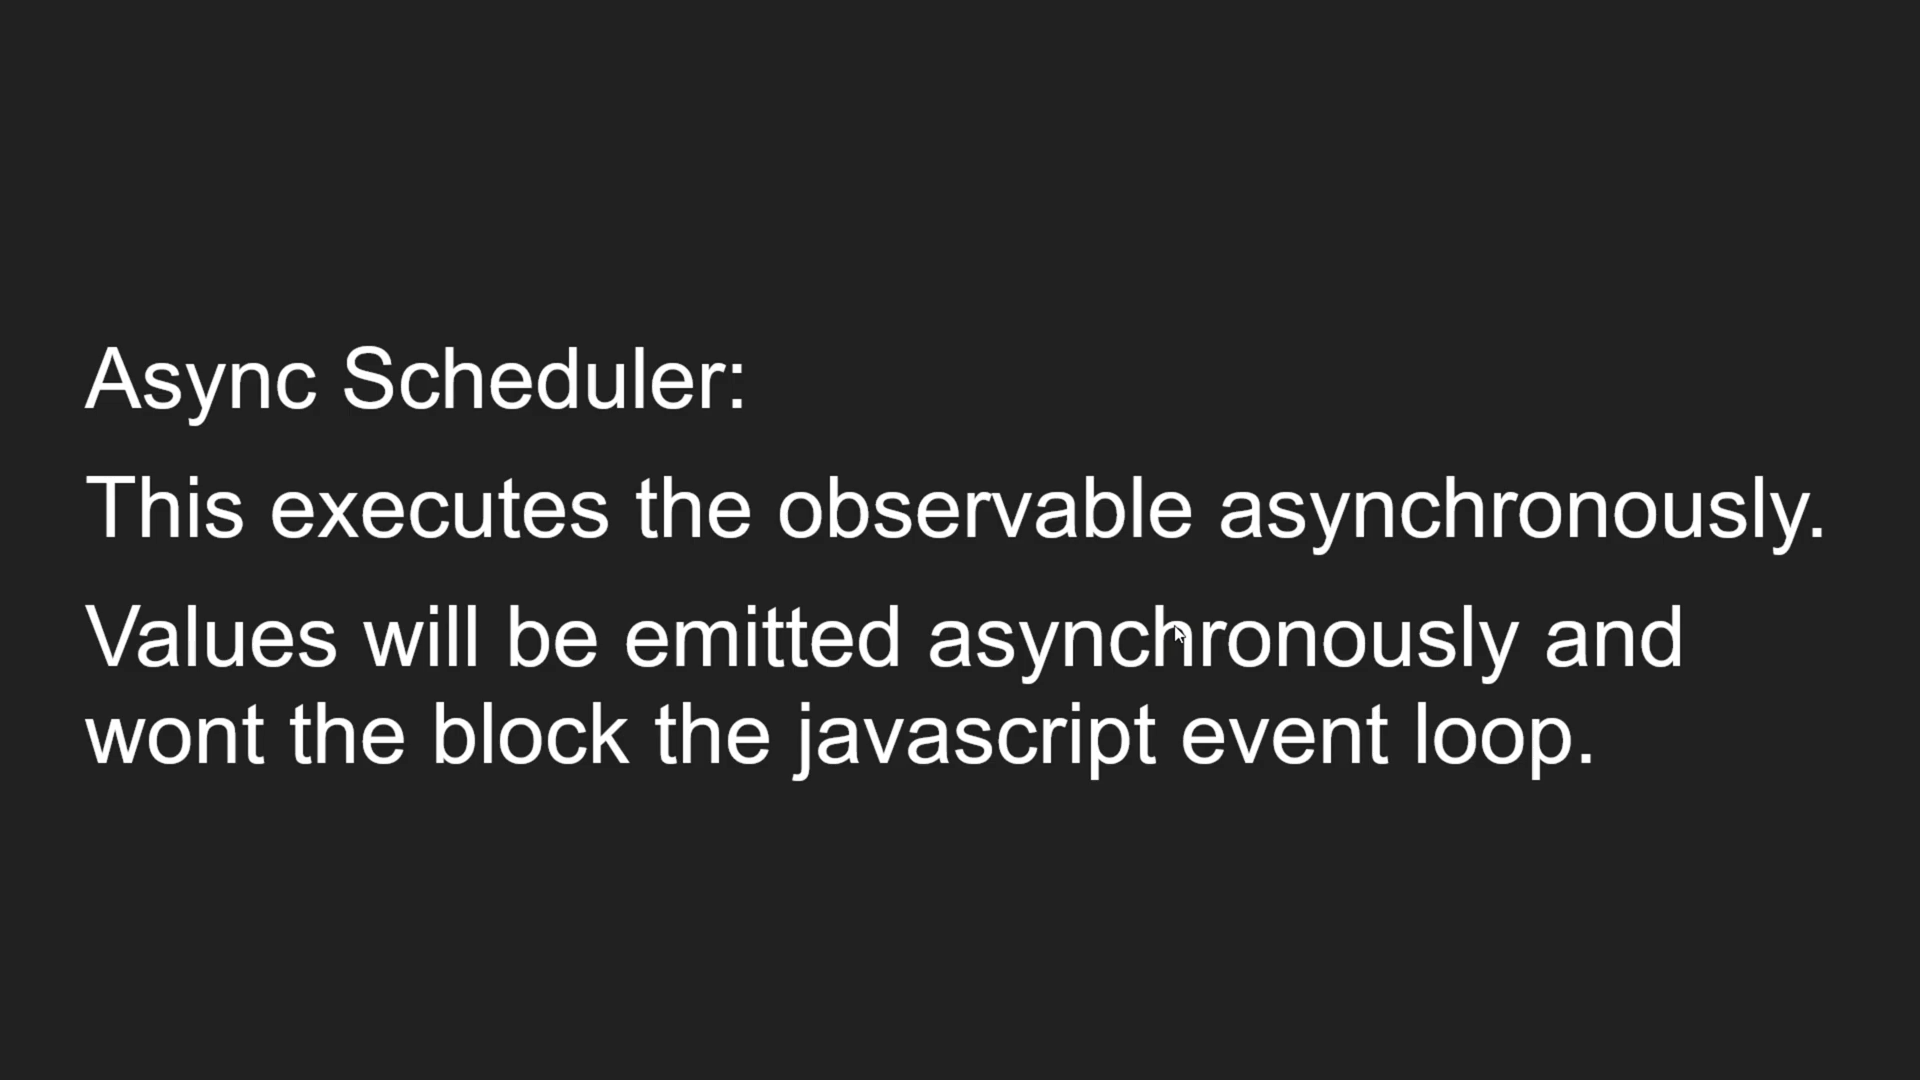 Async Scheduler:
This executes the observable asynchronously.
Values will be emitted asynchronously and
wont the block the javascript event loop.